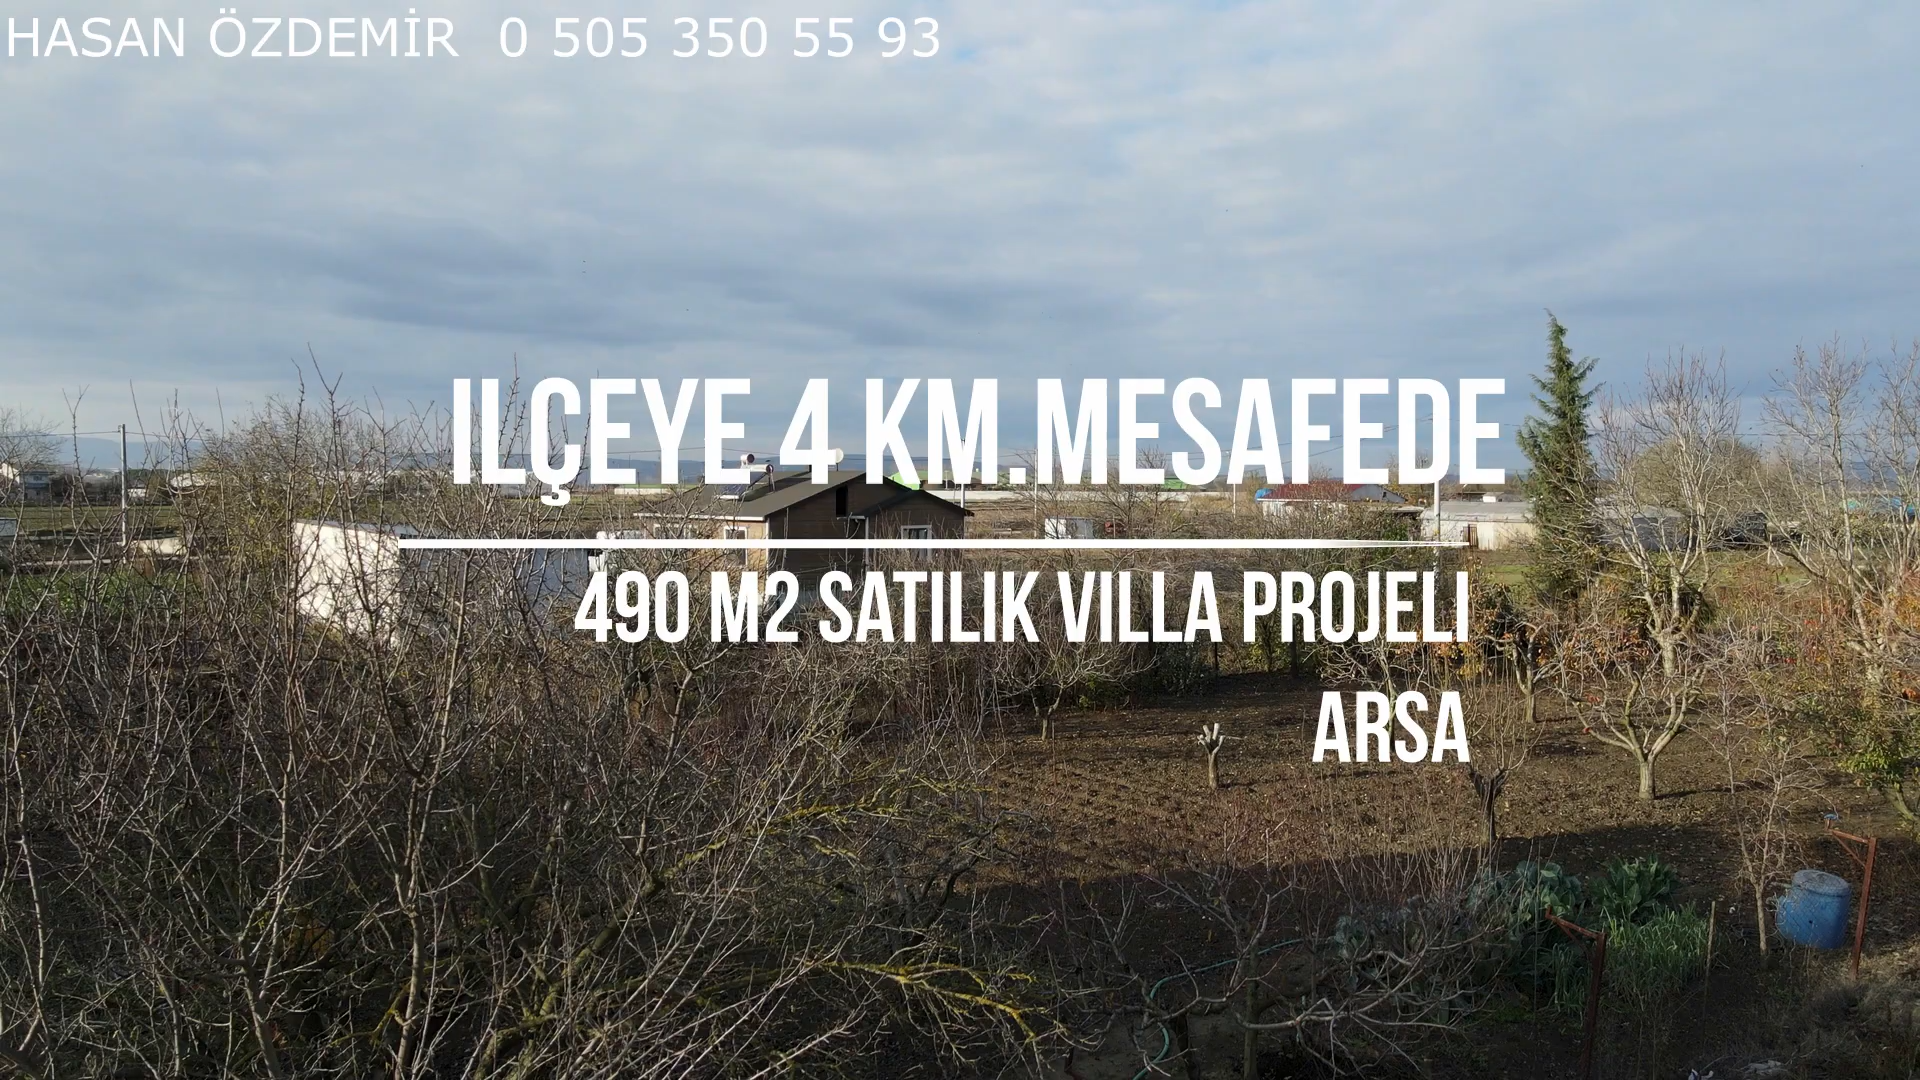 HASAN ÖZDEMİR  0 505 350 55 93
ILÇEYE 4 KM.MESAFEDE
490 M2 SATILIK VILLA PROJELI
ARSA